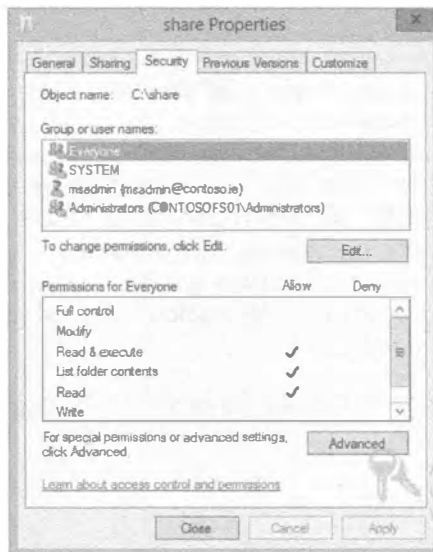 share Properties
General Sharing Security Previous Versions Customize
Object name: C:\share
Group or user names:
Everyone
SYSTEM
msadmin (msadmin@contoso.ie)
Administrators (CONTOSOFS01\Administrators)
To change permissions, click Edit.
Edit...
Permissions for Everyone Allow Deny
Full control
Modify
Read & execute
List folder contents
Read
Write
For special permissions or advanced settings,
click Advanced.
Advanced
Learn about access control and permissions
Close Cancel Apply